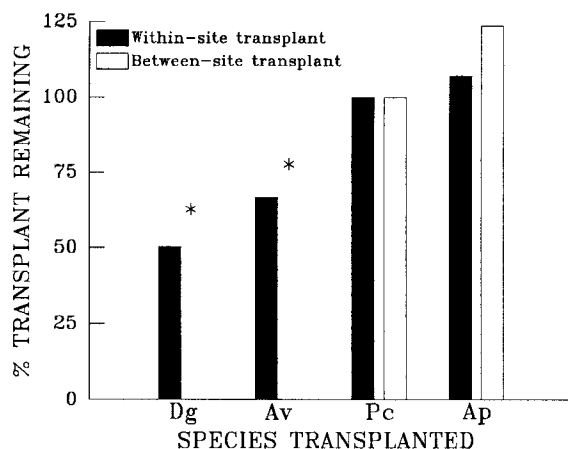 % TRANSPLANT REMAINING
125
100
75
50
25
0
Within-site transplant
Between-site transplant
*
*
Dg Av Pc Ap
SPECIES TRANSPLANTED